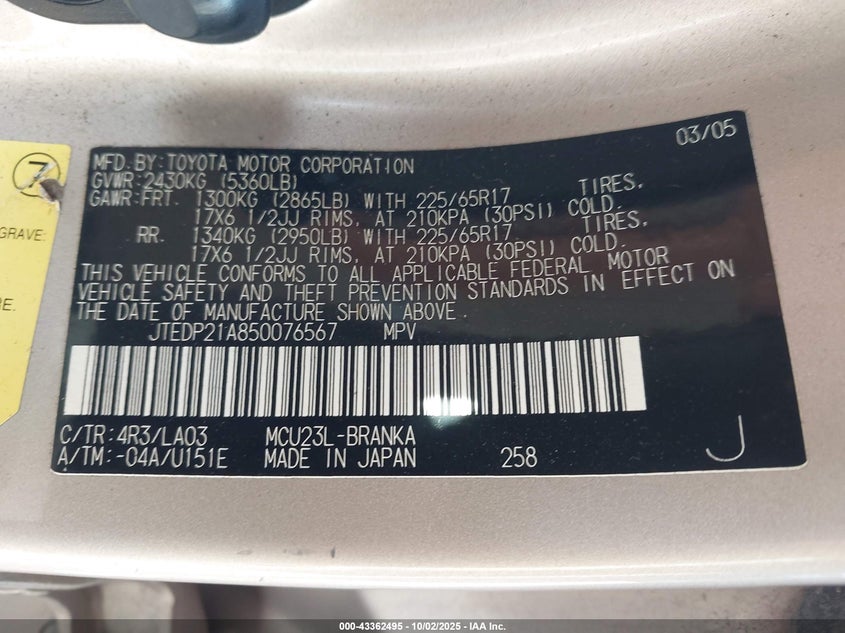 7
GRAVE:
RE.
03/05
MFD.BY:TOYOTA MOTOR CORPORATION
GVWR:2430KG (5360LB)
GAWR:FRT. 1300KG (2865LB) WITH 225/65R17 TIRES,
17X6 1/2JJ RIMS, AT 210KPA (30PSI) COLD.
RR. 1340KG (2950LB) WITH 225/65R17 TIRES,
17X6 1/2JJ RIMS, AT 210KPA (30PSI) COLD.
THIS VEHICLE CONFORMS TO ALL APPLICABLE FEDERAL MOTOR
VEHICLE SAFETY AND THEFT PREVENTION STANDARDS IN EFFECT ON
THE DATE OF MANUFACTURE SHOWN ABOVE.
JTEDP21A850076567 MPV
C/TR:4R3/LA03 MCU23L-BRANKA
A/TM:-04A/U151E MADE IN JAPAN 258 J
000-43362495 - 10/02/2025 - IAA Inc.